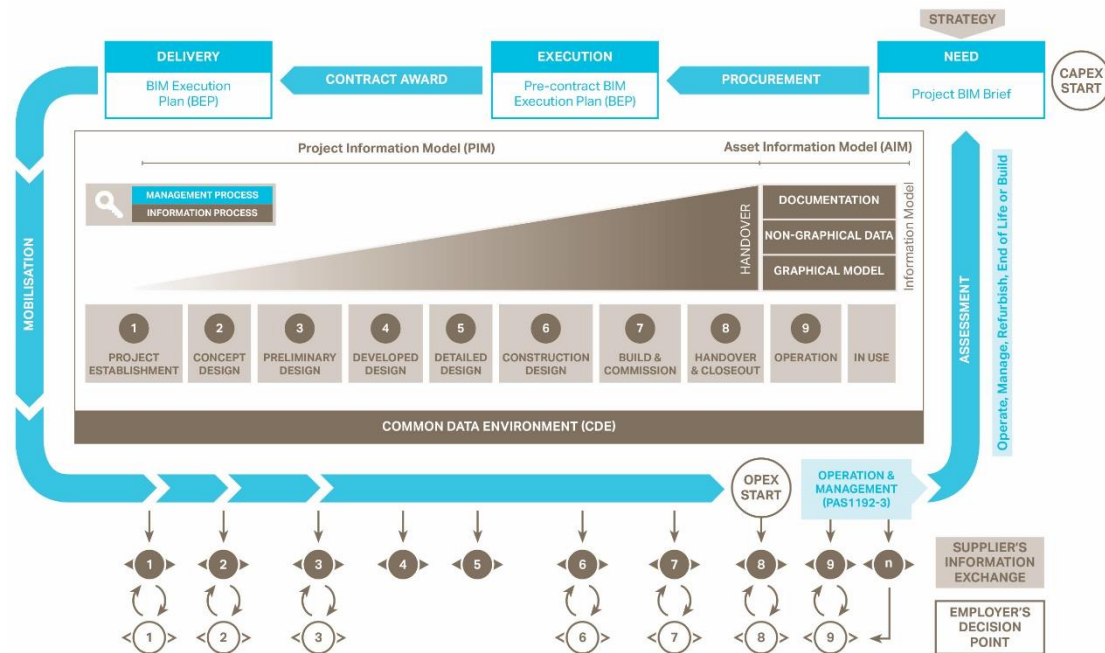 STRATEGY
DELIVERY
BIM Execution
Plan (BEP)
CONTRACT AWARD
EXECUTION
Pre-contract BIM
Execution Plan (BEP)
PROCUREMENT
NEED
Project BIM Brief
CAPEX
START
MOBILISATION
Project Information Model (PIM)
Asset Information Model (AIM)
MANAGEMENT PROCESS
INFORMATION PROCESS
HANDOVER
DOCUMENTATION
NON-GRAPHICAL DATA
GRAPHICAL MODEL
Information Model
ASSESSMENT
Operate, Manage, Refurbish, End of Life or Build
1
PROJECT
ESTABLISHMENT
2
CONCEPT
DESIGN
3
PRELIMINARY
DESIGN
4
DEVELOPED
DESIGN
5
DETAILED
DESIGN
6
CONSTRUCTION
DESIGN
7
BUILD &
COMMISSION
8
HANDOVER
& CLOSEOUT
9
OPERATION
IN USE
COMMON DATA ENVIRONMENT (CDE)
OPEX
START
OPERATION &
MANAGEMENT
(PAS1192-3)
1 2 3 4 5 6 7 8 9 n
SUPPLIER'S
INFORMATION
EXCHANGE
1 2 3 6 7 8 9
EMPLOYER'S
DECISION
POINT